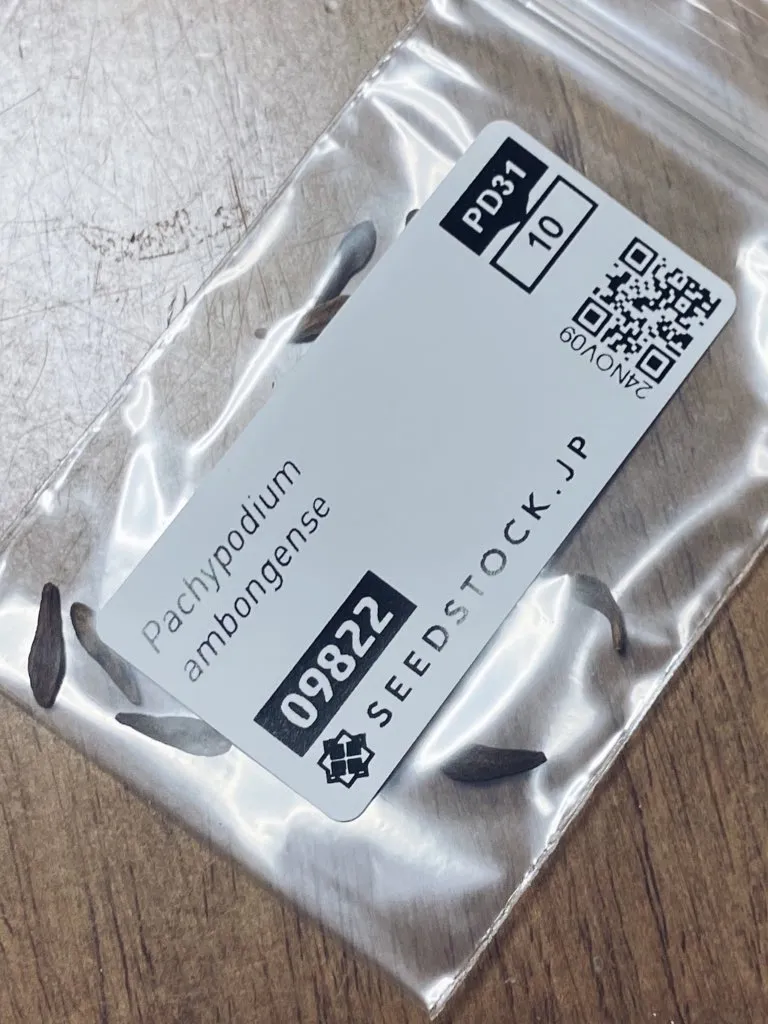 PD31
10
24NOV09
Pachypodium
ambongense
09822
SEEDSTOCK.JP